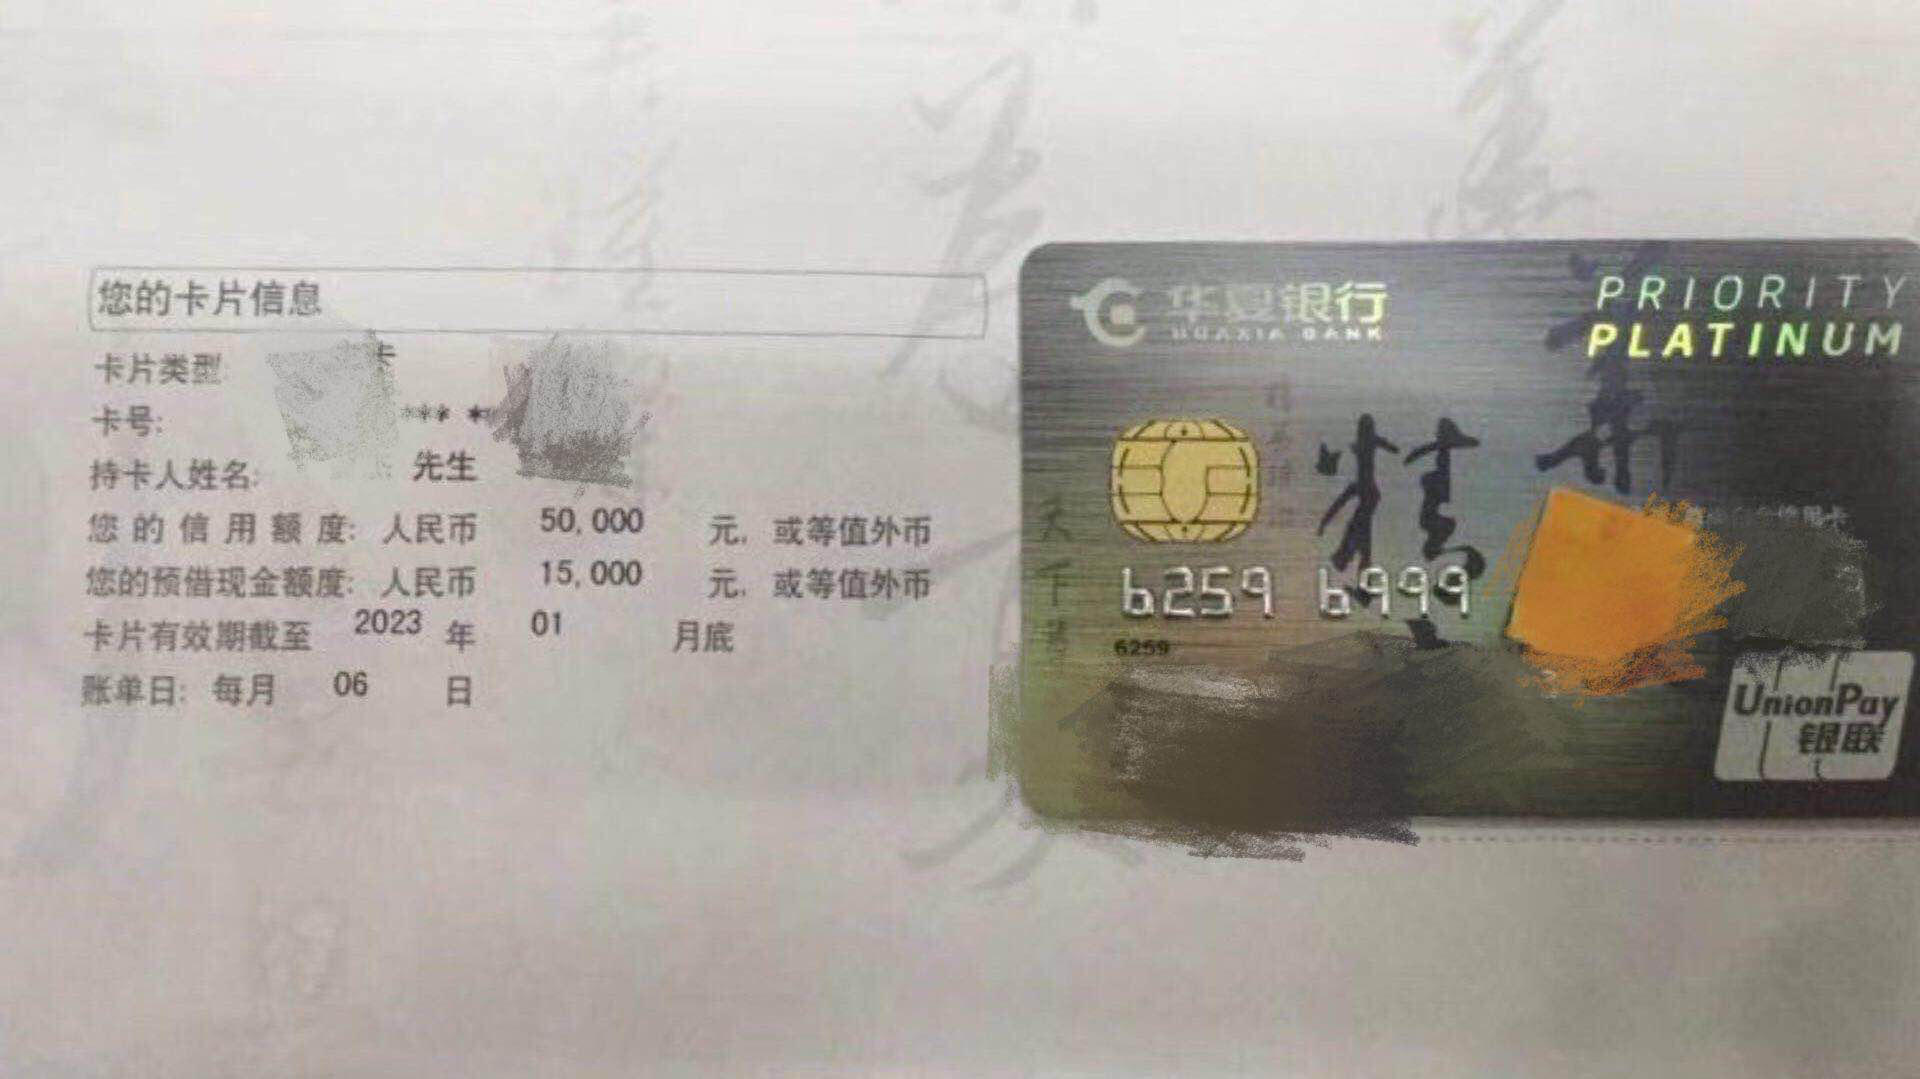 您的卡片信息
卡片类型:
卡
卡号:
*** *
持卡人姓名: 先生
您的信用额度: 人民币 50,000 元, 或等值外币
您的预借现金额度: 人民币 15,000 元, 或等值外币
卡片有效期截至 2023 年 01 月底
账单日: 每月 06 日
华夏银行
HUAXIA BANK
PRIORITY
PLATINUM
精
6259 6999
6259
UnionPay
银联